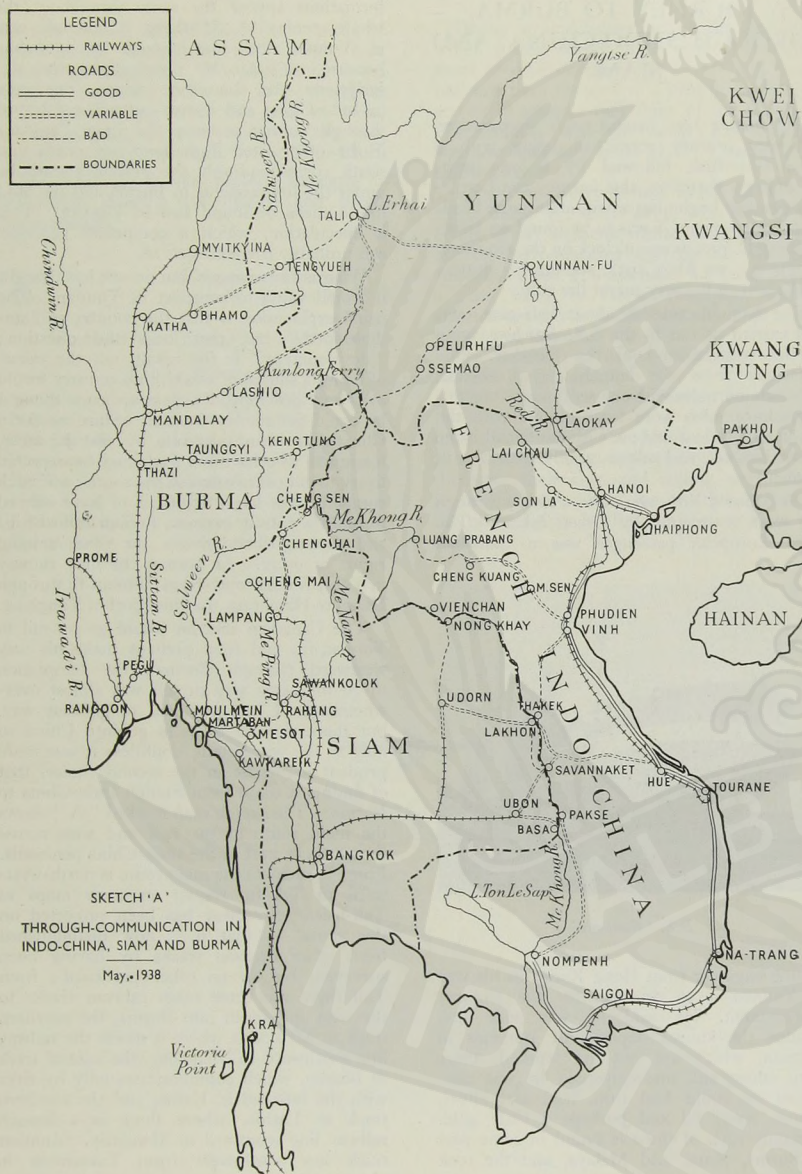 LEGEND
RAILWAYS
ROADS
GOOD
VARIABLE
BAD
BOUNDARIES
ASSAM
Yangtse R.
KWEI
CHOW
Salween R.
Me Khong R.
L. Erhai
YUNNAN
TALI
KWANGSI
Chindwin R.
MYITKYINA
TENGYUEH
YUNNAN-FU
KATHA
BHAMO
PEURHFU
KWANG
TUNG
Kunlong Ferry
SSEMAO
LASHIO
MANDALAY
Red R.
LAOKAY
PAKHOI
TAUNGGYI
KENG TUNG
LAI CHAU
THAZI
FRENCH INDO CHINA
SON LA
HANOI
BURMA
CHENG SEN
Me Khong R.
HAIPHONG
CHENG HAI
LUANG PRABANG
PROME
Salween R.
CHENG MAI
CHENG KUANG
M. SEN
Sittan R.
Me Nam R.
VIENCHAN
PHUDIEN
HAINAN
LAMPANG
NONG KHAY
VINH
Irawadi R.
Me Ping R.
PEGU
SAWANKOLOK
RANGOON
MOULMEIN
RAHENG
UDORN
THAKEK
MARTABAN
MESOT
SIAM
LAKHON
KAWKAREIK
SAVANNAKET
HUE
TOURANE
UBON
PAKSE
BASA
BANGKOK
Me Khong R.
L. Ton Le Sap
SKETCH 'A'
THROUGH-COMMUNICATION IN
INDO-CHINA, SIAM AND BURMA
May, 1938
NOMPENH
NA-TRANG
SAIGON
KRA
Victoria
Point
MIDDLE